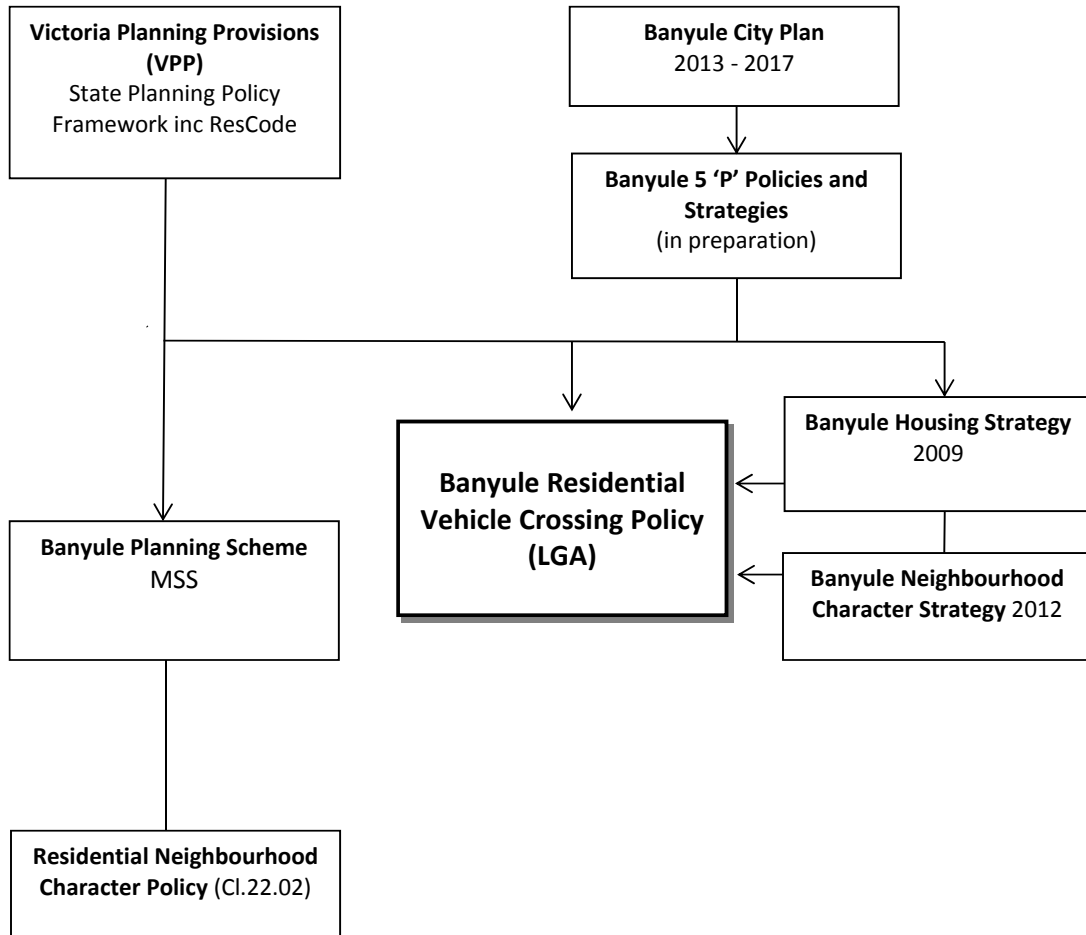 Victoria Planning Provisions
(VPP)
State Planning Policy
Framework inc ResCode
Banyule City Plan
2013 - 2017
Banyule 5 ‘P’ Policies and
Strategies
(in preparation)
Banyule Housing Strategy
2009
Banyule Residential
Vehicle Crossing Policy
(LGA)
Banyule Planning Scheme
MSS
Banyule Neighbourhood
Character Strategy 2012
Residential Neighbourhood
Character Policy (Cl.22.02)